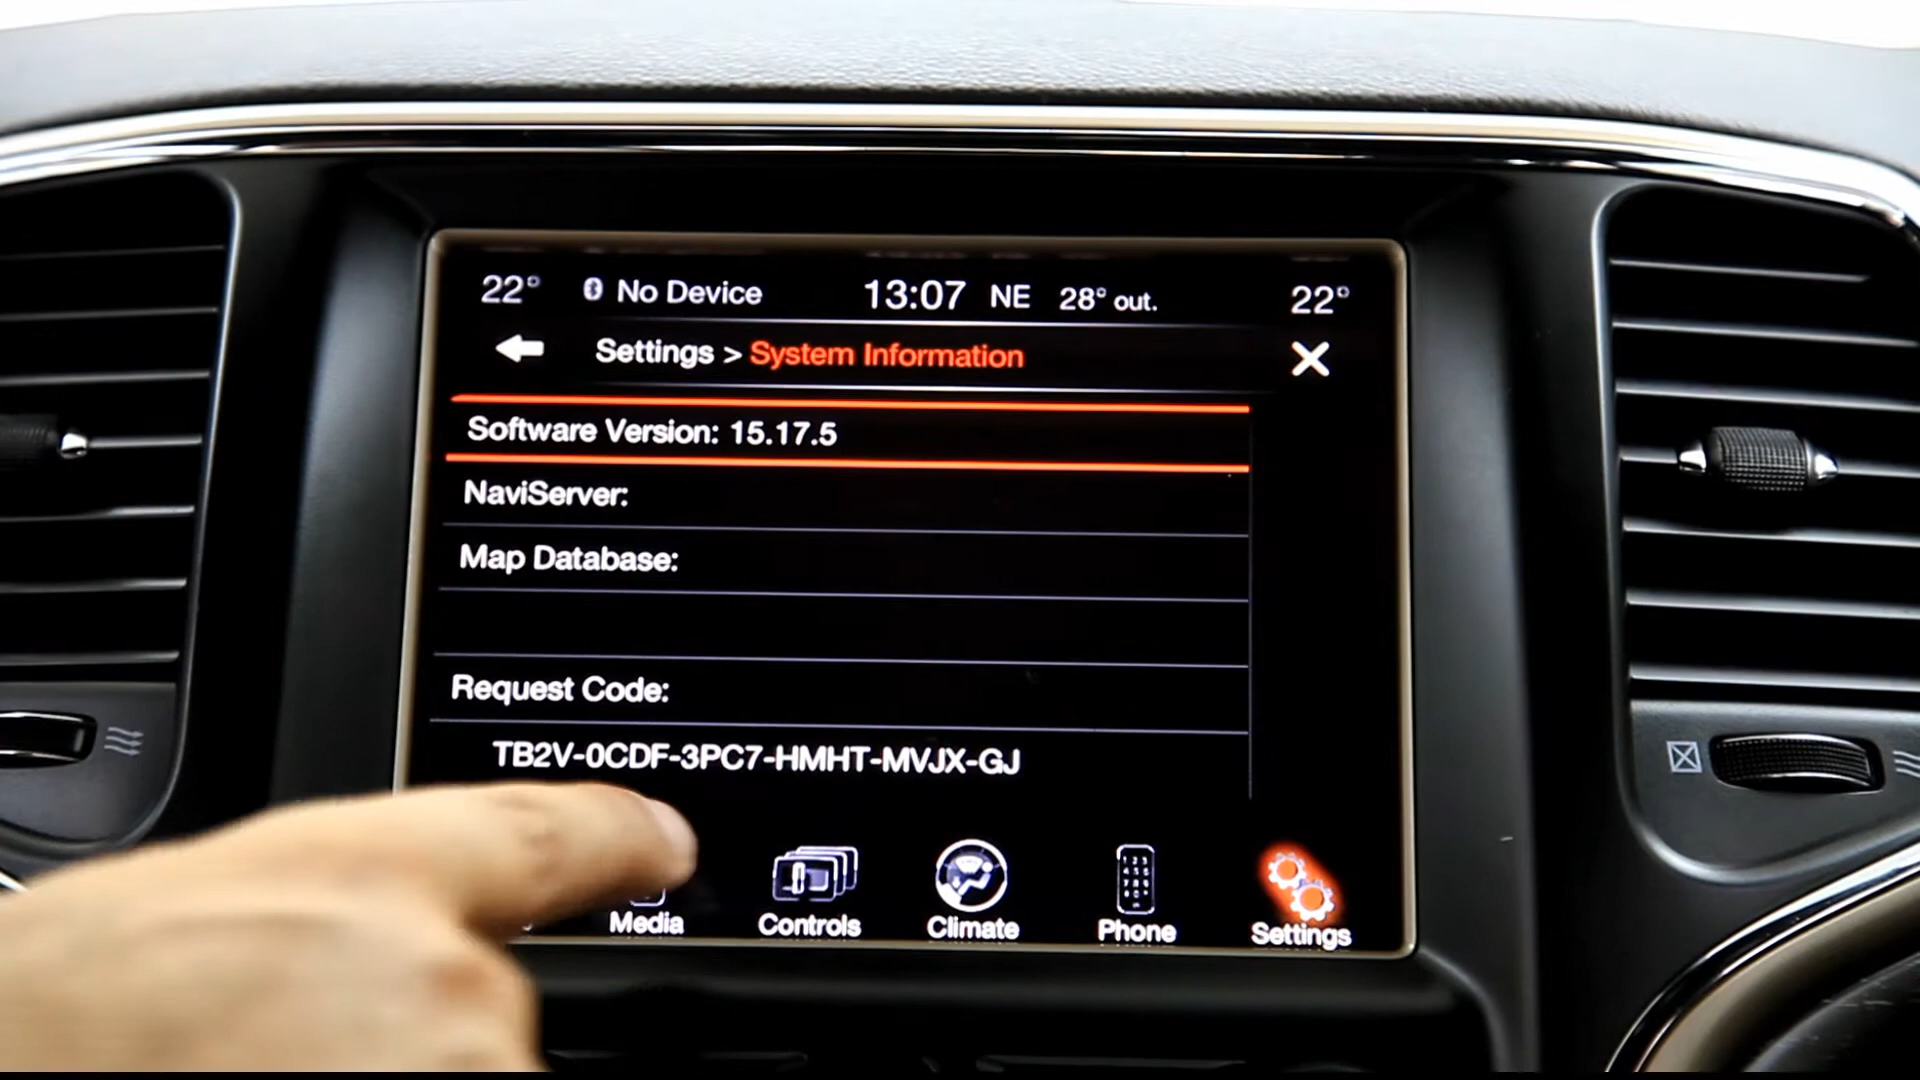 22° No Device 13:07 NE 28° out. 22°
Settings > System Information
Software Version: 15.17.5
NaviServer:
Map Database:
Request Code:
TB2V-0CDF-3PC7-HMHT-MVJX-GJ
Media Controls Climate Phone Settings